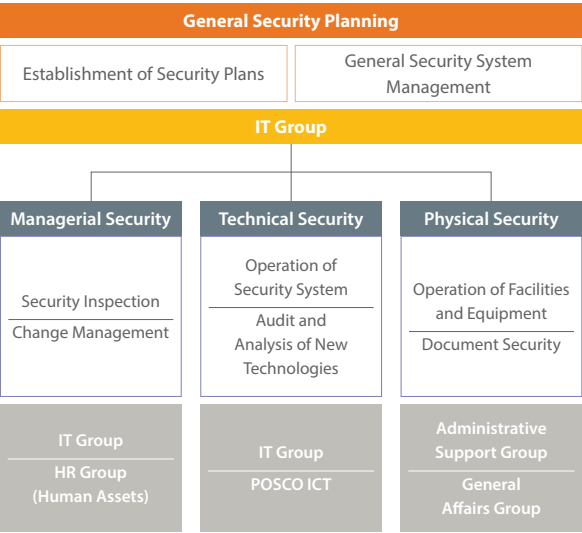 General Security Planning
Establishment of Security Plans
General Security System
Management
IT Group
Managerial Security
Security Inspection
Change Management
IT Group
HR Group
(Human Assets)
Technical Security
Operation of
Security System
Audit and
Analysis of New
Technologies
IT Group
POSCO ICT
Physical Security
Operation of Facilities
and Equipment
Document Security
Administrative
Support Group
General
Affairs Group